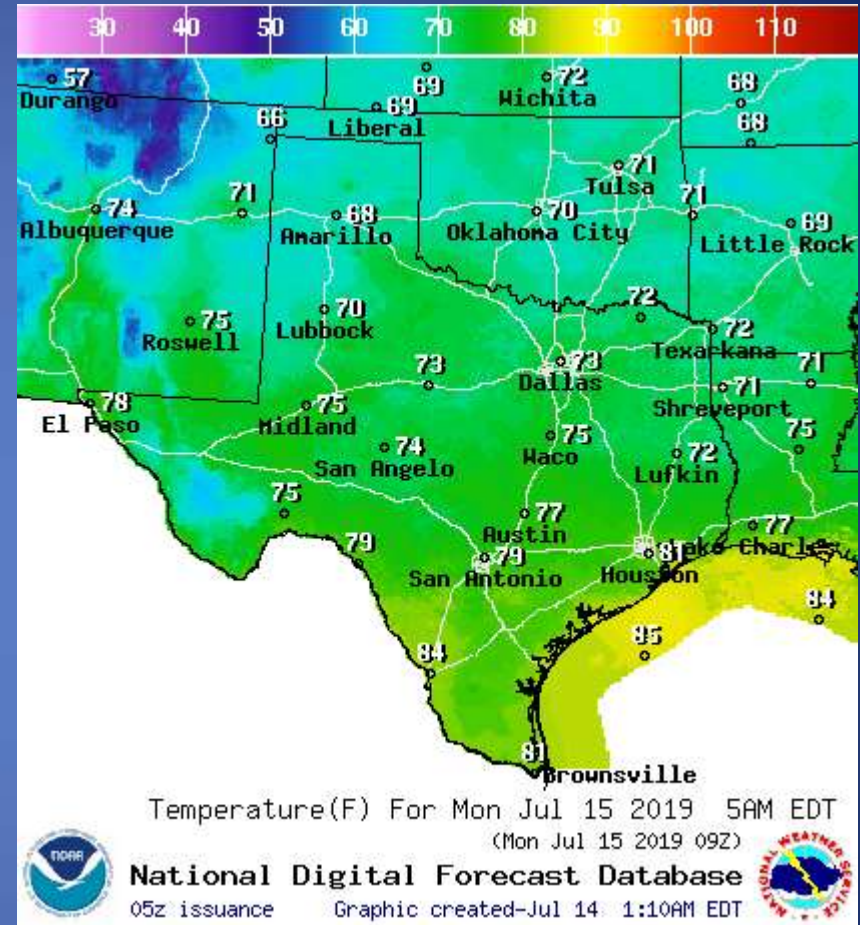 30 40 50 60 70 80 90 100 110
57 69 72 68
Durango 69 Wichita
66 Liberal 68
71
Tulsa
74 71 68 70 71 69
Albuquerque Amarillo Oklahoma City Little Rock
75 70 72 72
Roswell Lubbock Texarkana
73 73 71
Dallas
78 75 71
El Paso Midland Shreveport
74 75 72 75
San Angelo Waco Lufkin
75 77 77
Austin Lake Charles
79 79 81
San Antonio Houston
84
84 85
81
Brownsville
Temperature(F) For Mon Jul 15 2019 5AM EDT
(Mon Jul 15 2019 09Z)
NOAA
NATIONAL WEATHER SERVICE
National Digital Forecast Database
05z issuance Graphic created-Jul 14 1:10AM EDT